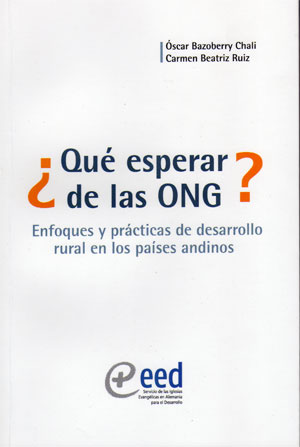 Óscar Bazoberry Chali
Carmen Beatriz Ruiz
¿Qué esperar
de las ONG?
Enfoques y prácticas de desarrollo
rural en los países andinos
eed
Servicio de las Iglesias
Evangélicas en Alemania
para el Desarrollo